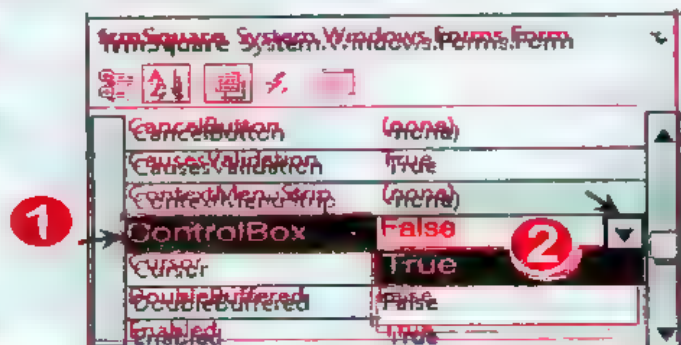 frmSquare System.Windows.Forms.Form
CancelButton (none)
CausesValidation True
ContextMenuStrip (none)
1 ControlBox False 2
Cursor True
DoubleBuffered False
Enabled True